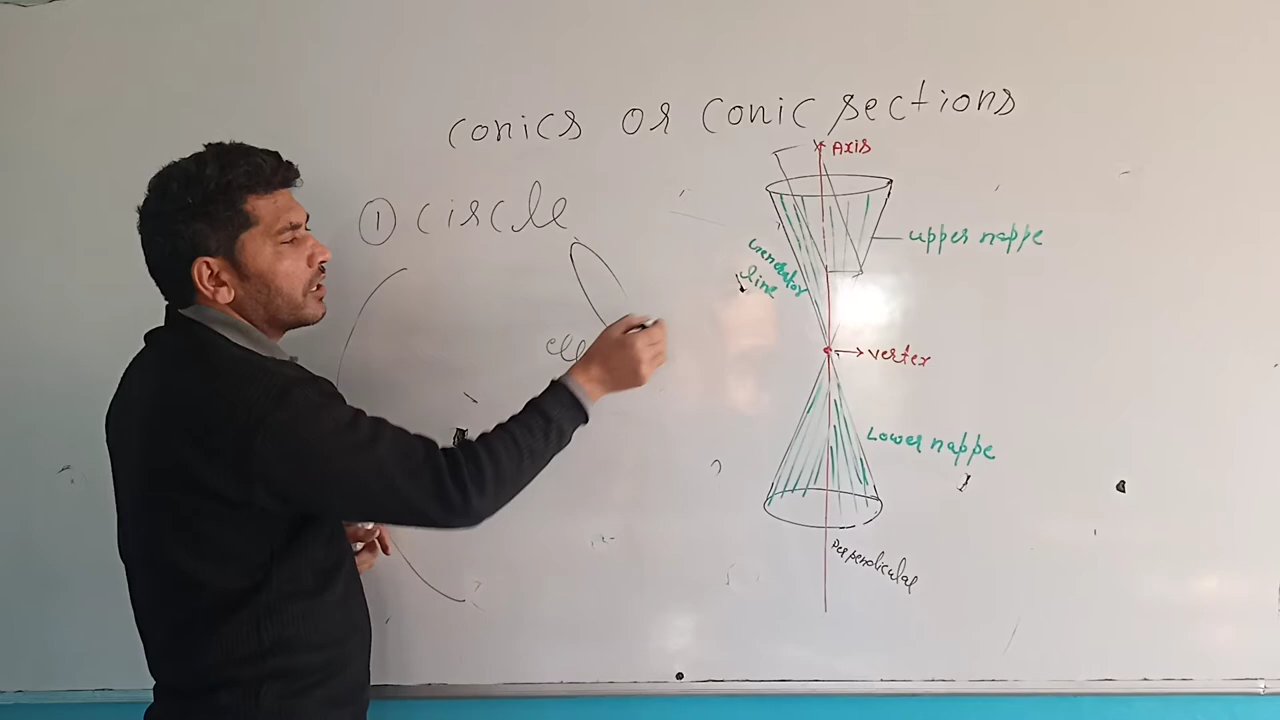 conics or conic sections
Axis
① circle
upper nappe
Generator
line
vertex
Lower nappe
Perpendicular